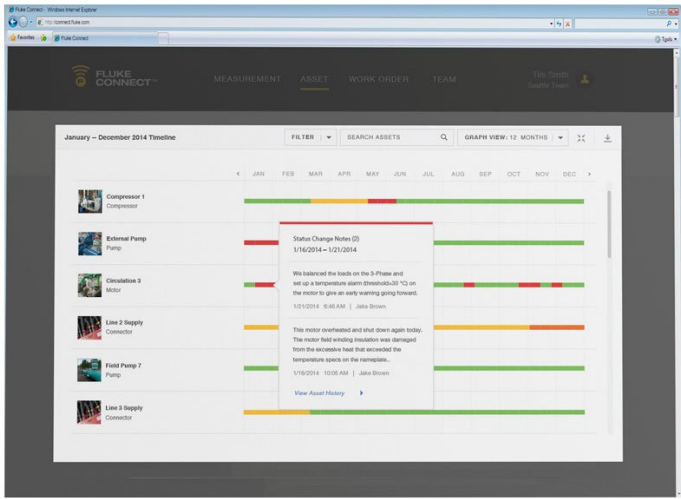 Fluke Connect - Windows Internet Explorer
http://connect.fluke.com
Favorites
Fluke Connect
Tools
FLUKE CONNECT™
MEASUREMENT ASSET WORK ORDER TEAM
Tim Smith
Seattle Team
January – December 2014 Timeline
FILTER SEARCH ASSETS GRAPH VIEW: 12 MONTHS
JAN FEB MAR APR MAY JUN JUL AUG SEP OCT NOV DEC
Compressor 1
Compressor
External Pump
Pump
Circulation 3
Motor
Line 2 Supply
Connector
Field Pump 7
Pump
Line 3 Supply
Connector
Status Change Notes (2)
1/16/2014 – 1/21/2014
We balanced the loads on the 3-Phase and
set up a temperature alarm (threshold=33 °C) on
the motor to give an early warning going forward.
1/21/2014 6:46 AM | Jake Brown
This motor overheated and shut down again today.
The motor field winding insulation was damaged
from the excessive heat that exceeded the
temperature specs on the nameplate..
1/16/2014 10:06 AM | Jake Brown
View Asset History